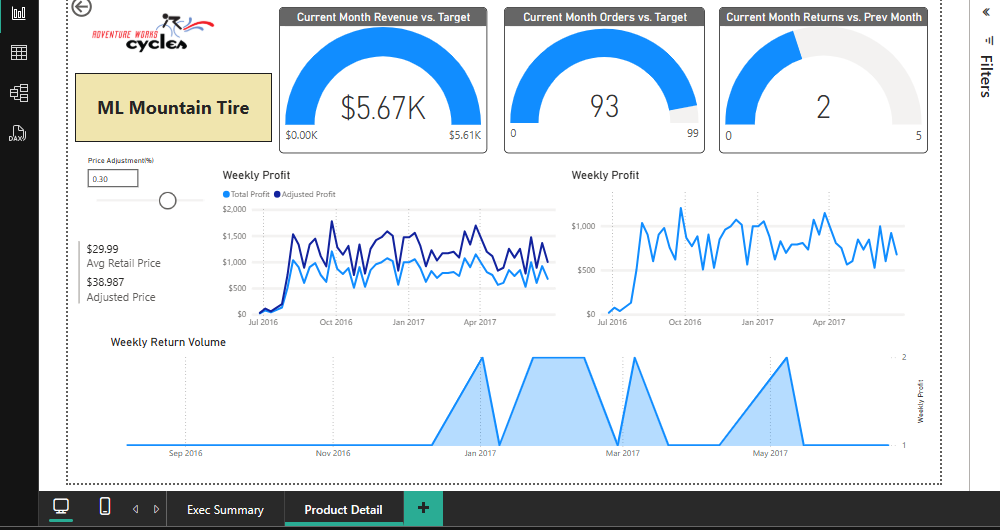 ADVENTURE WORKS
cycles
ML Mountain Tire
Current Month Revenue vs. Target
$5.67K
$0.00K
$5.61K
Current Month Orders vs. Target
93
0
99
Current Month Returns vs. Prev Month
2
0
5
Filters
Price Adjustment(%)
0.30
$29.99
Avg Retail Price
$38.987
Adjusted Price
Weekly Profit
Total Profit
Adjusted Profit
$2,000
$1,500
$1,000
$500
$0
Jul 2016
Oct 2016
Jan 2017
Apr 2017
Weekly Profit
$1,000
$500
$0
Jul 2016
Oct 2016
Jan 2017
Apr 2017
Weekly Return Volume
2
1
Weekly Profit
Sep 2016
Nov 2016
Jan 2017
Mar 2017
May 2017
DAX
Exec Summary
Product Detail
+